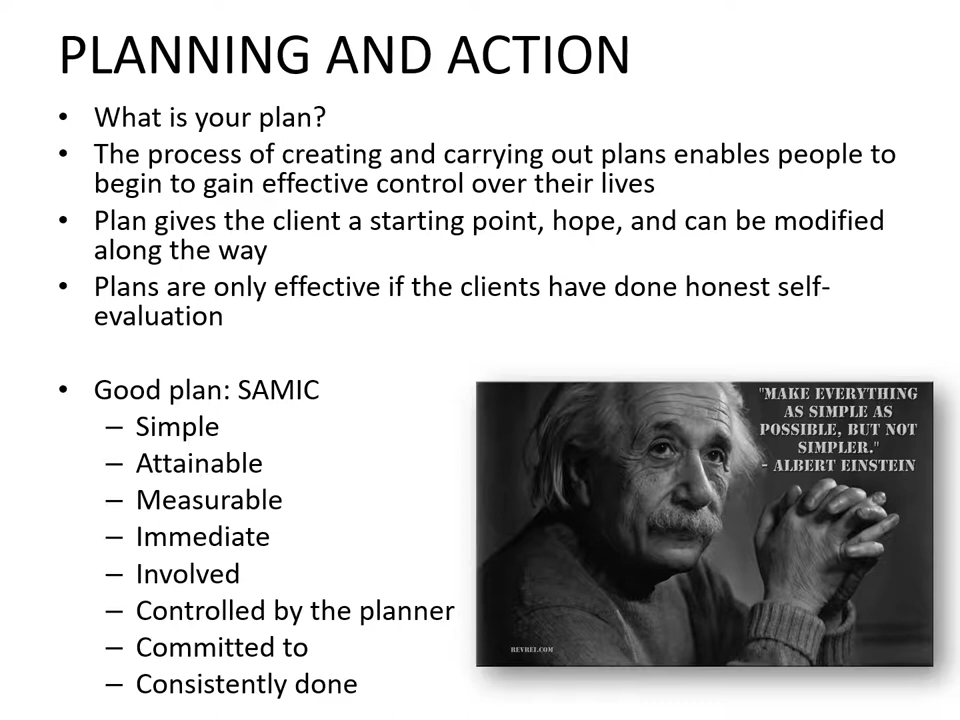 PLANNING AND ACTION
• What is your plan?
• The process of creating and carrying out plans enables people to
begin to gain effective control over their lives
• Plan gives the client a starting point, hope, and can be modified
along the way
• Plans are only effective if the clients have done honest self-
evaluation
• Good plan: SAMIC
– Simple
– Attainable
– Measurable
– Immediate
– Involved
– Controlled by the planner
– Committed to
– Consistently done
"MAKE EVERYTHING
AS SIMPLE AS
POSSIBLE, BUT NOT
SIMPLER."
- ALBERT EINSTEIN
REVREI.COM